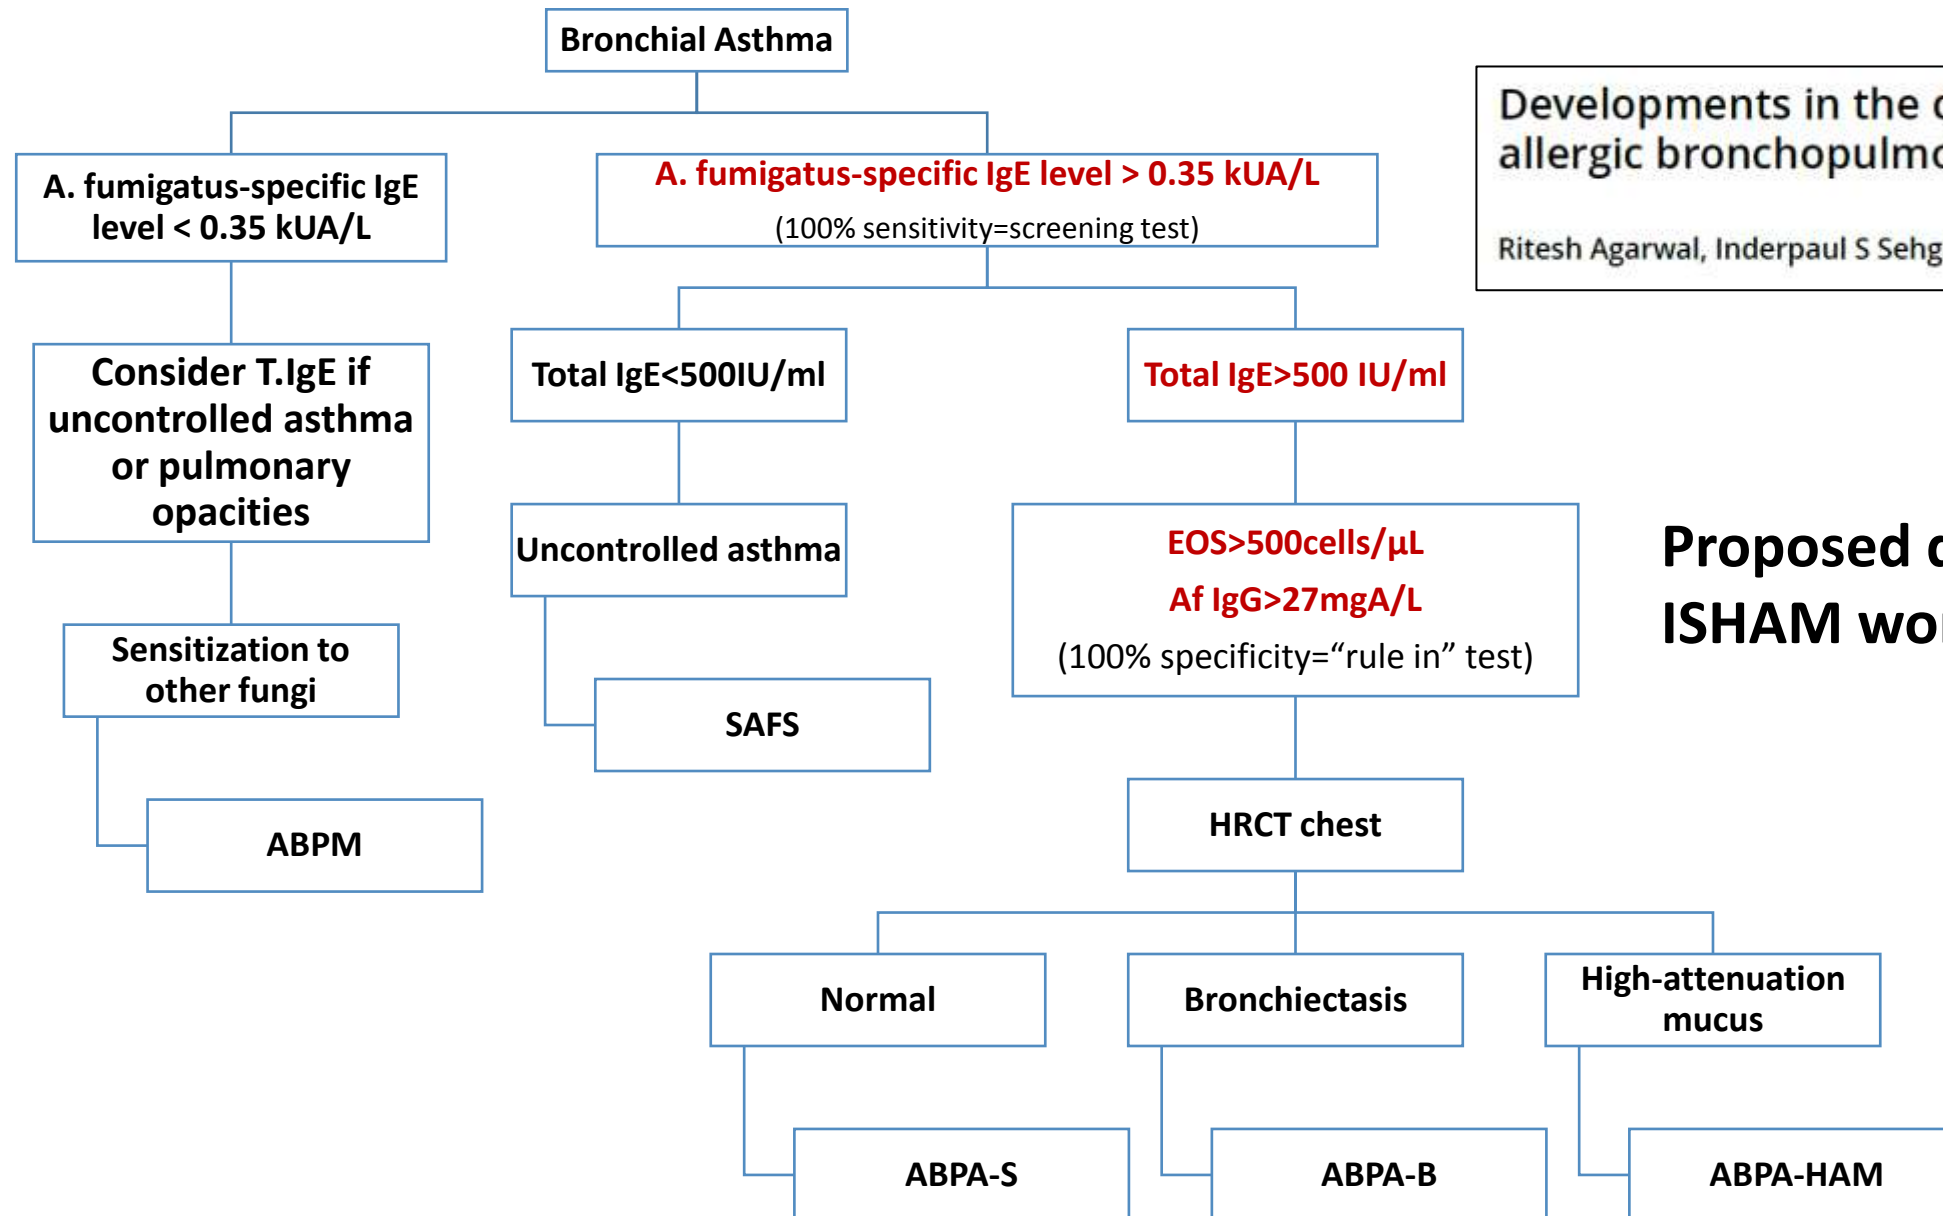 Bronchial Asthma
Developments in the
allergic bronchopulmo
Ritesh Agarwal, Inderpaul S Sehg
A. fumigatus-specific IgE
level < 0.35 kUA/L
A. fumigatus-specific IgE level > 0.35 kUA/L
(100% sensitivity=screening test)
Consider T.IgE if
uncontrolled asthma
or pulmonary
opacities
Total IgE<500IU/ml
Total IgE>500 IU/ml
Uncontrolled asthma
EOS>500cells/µL
Af IgG>27mgA/L
(100% specificity=“rule in” test)
Proposed
ISHAM wo
Sensitization to
other fungi
SAFS
ABPM
HRCT chest
Normal
Bronchiectasis
High-attenuation
mucus
ABPA-S
ABPA-B
ABPA-HAM